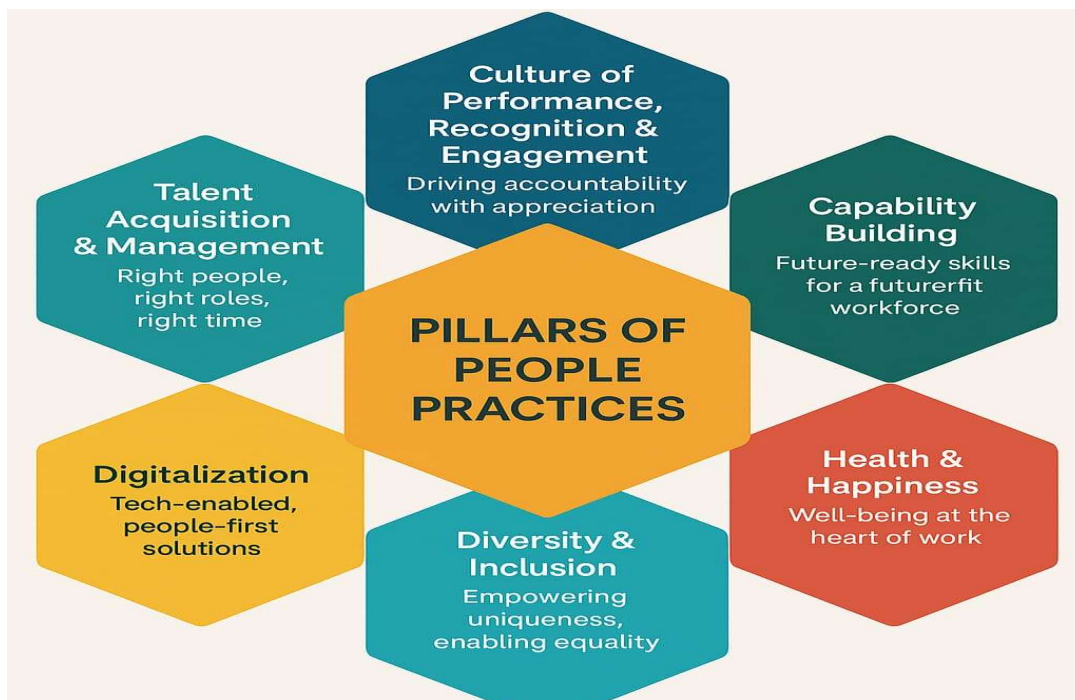 Culture of
Performance,
Recognition &
Engagement
Driving accountability
with appreciation
Talent
Acquisition
& Management
Right people,
right roles,
right time
Capability
Building
Future-ready skills
for a futurerfit
workforce
PILLARS OF
PEOPLE
PRACTICES
Digitalization
Tech-enabled,
people-first
solutions
Health &
Happiness
Well-being at the
heart of work
Diversity &
Inclusion
Empowering
uniqueness,
enabling equality